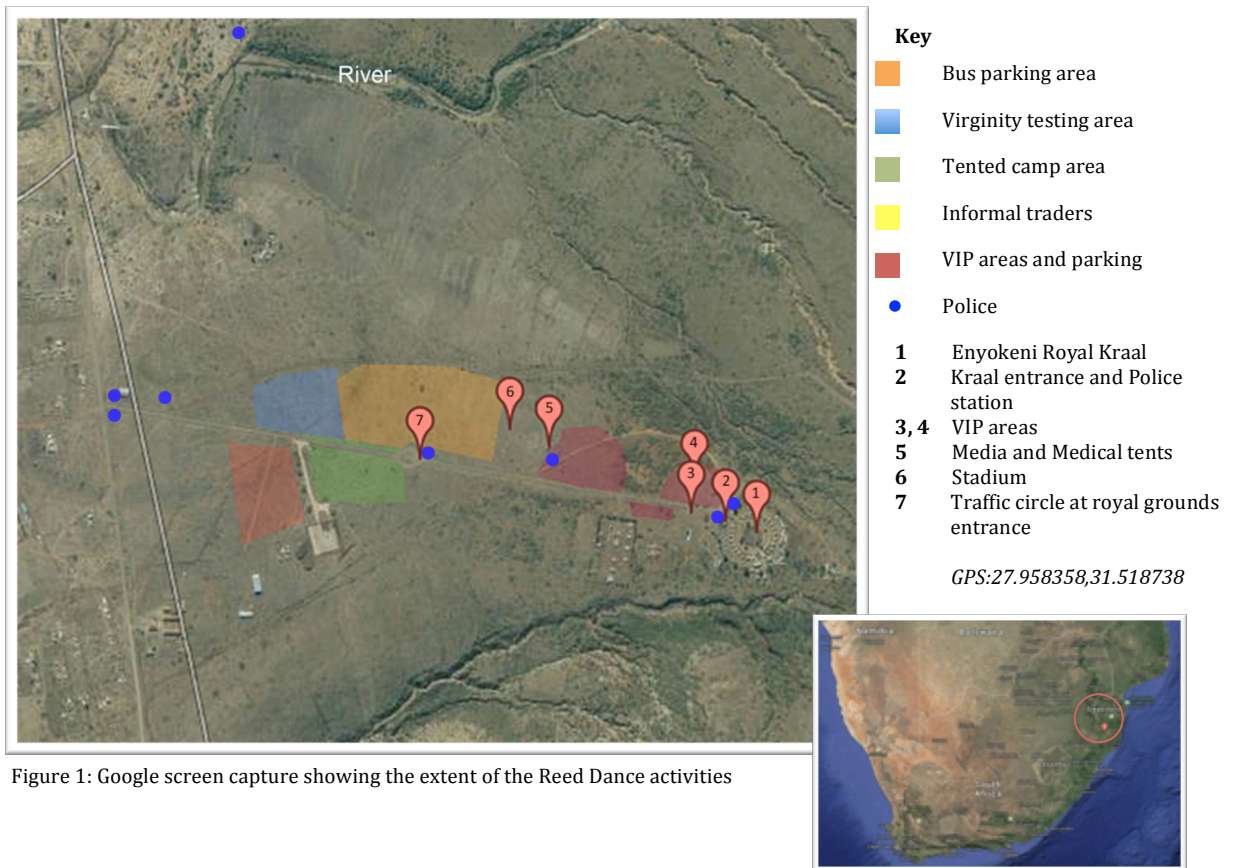 River
7
6
5
4
3
2
1
Key
Bus parking area
Virginity testing area
Tented camp area
Informal traders
VIP areas and parking
Police
1 Enyokeni Royal Kraal
2 Kraal entrance and Police
station
3, 4 VIP areas
5 Media and Medical tents
6 Stadium
7 Traffic circle at royal grounds
entrance
GPS:27.958358,31.518738
Namibia
Botswana
South
Africa
Figure 1: Google screen capture showing the extent of the Reed Dance activities